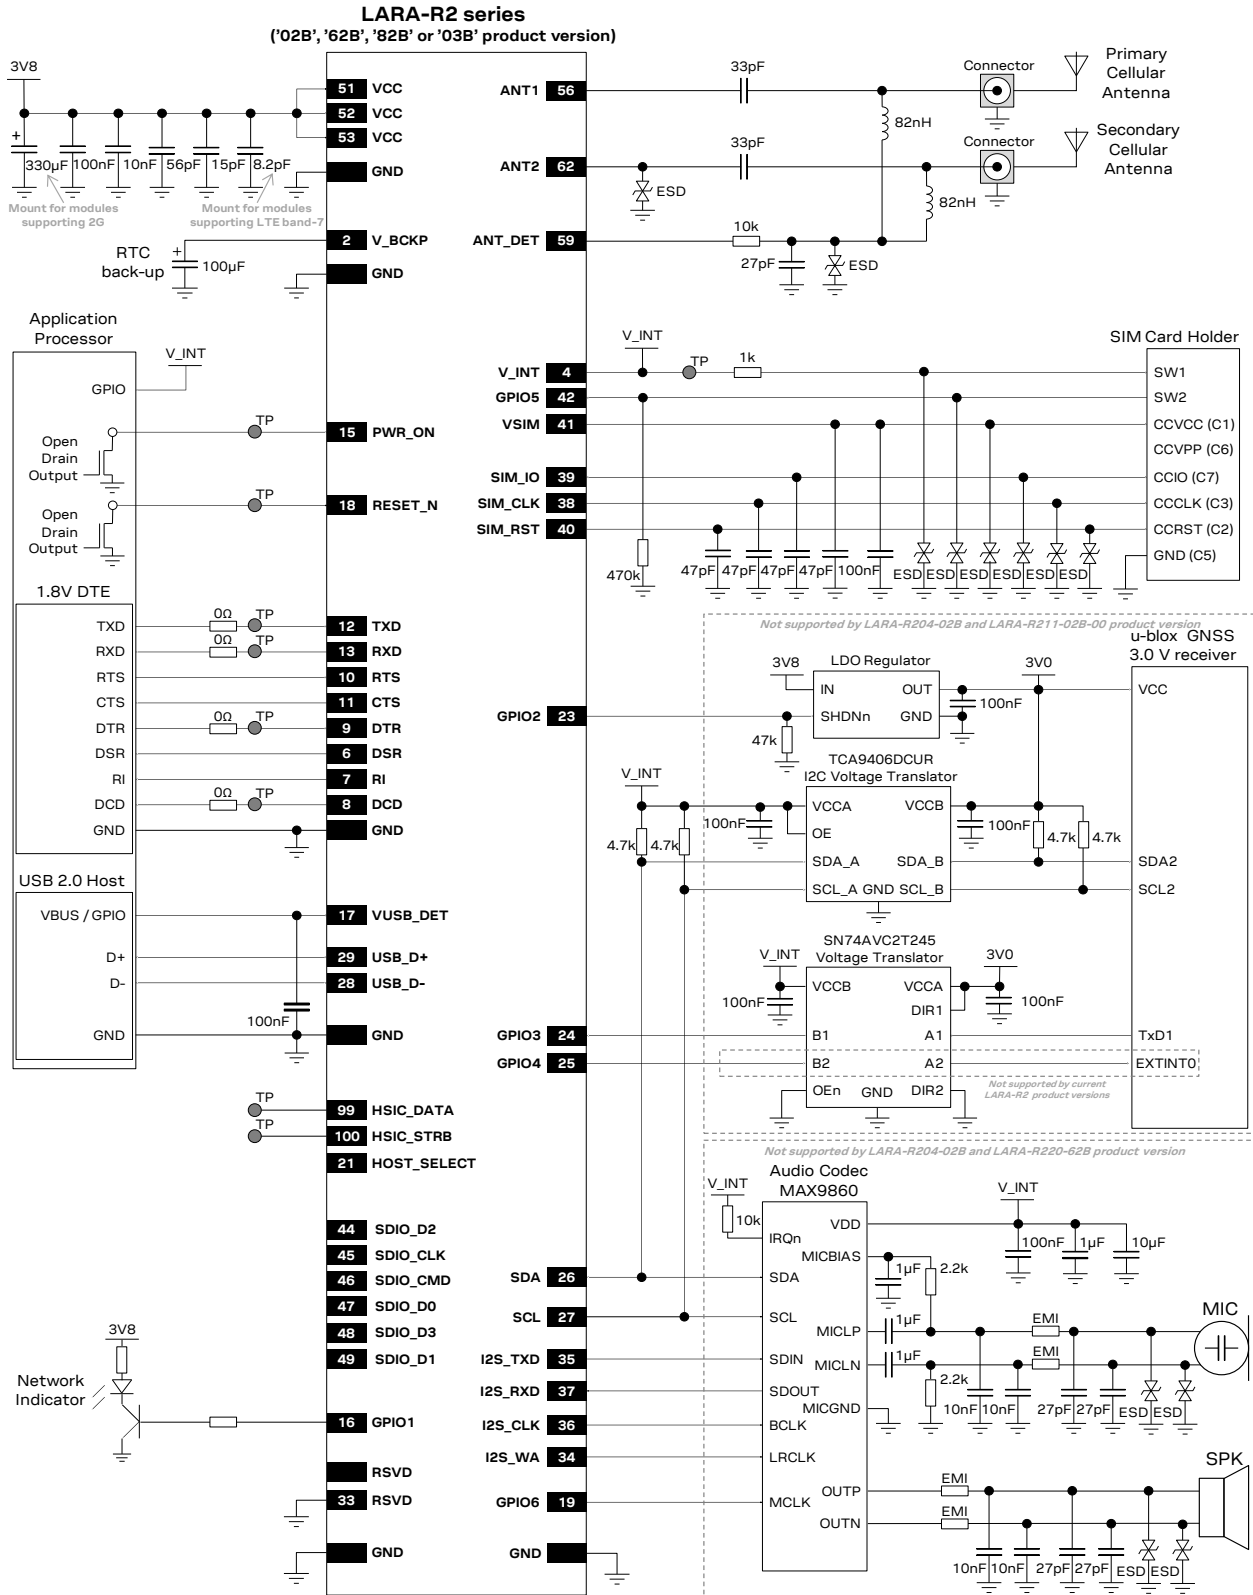 LARA-R2 series
('02B', '62B', '82B' or '03B' product version)
3V8
51 VCC
52 VCC
53 VCC
GND
330µF 100nF 10nF 56pF 15pF 8.2pF
Mount for modules
supporting 2G
Mount for modules
supporting LTE band-7
2 V_BCKP
RTC
back-up
100µF
GND
ANT1 56
33pF
Connector
Primary
Cellular
Antenna
82nH
ANT2 62
33pF
Connector
Secondary
Cellular
Antenna
ESD
82nH
ANT_DET 59
10k
27pF
ESD
Application
Processor
V_INT
GPIO
Open
Drain
Output
TP
15 PWR_ON
Open
Drain
Output
TP
18 RESET_N
V_INT
TP
1k
SIM Card Holder
V_INT 4
SW1
GPIO5 42
SW2
VSIM 41
CCVCC (C1)
CCVPP (C6)
SIM_IO 39
CCIO (C7)
SIM_CLK 38
CCCLK (C3)
SIM_RST 40
CCRST (C2)
GND (C5)
470k
47pF 47pF 47pF 47pF 100nF
ESD ESD ESD ESD ESD ESD
1.8V DTE
TXD 0Ω TP 12 TXD
RXD 0Ω TP 13 RXD
RTS 10 RTS
CTS 11 CTS
DTR 0Ω TP 9 DTR
DSR 6 DSR
RI 7 RI
DCD 0Ω TP 8 DCD
GND GND
USB 2.0 Host
VBUS / GPIO 17 VUSB_DET
D+ 29 USB_D+
D- 28 USB_D-
100nF
GND GND
Not supported by LARA-R204-02B and LARA-R211-02B-00 product version
u-blox GNSS
3.0 V receiver
3V8
LDO Regulator
3V0
IN OUT
VCC
GPIO2 23
SHDNn GND
100nF
47k
TCA9406DCUR
I2C Voltage Translator
V_INT
VCCA VCCB
100nF
OE
100nF
4.7k 4.7k
4.7k 4.7k
SDA_A SDA_B
SDA2
SCL_A GND SCL_B
SCL2
SN74AVC2T245
Voltage Translator
V_INT
3V0
VCCB VCCA
100nF
DIR1
100nF
GPIO3 24
B1 A1
TxD1
GPIO4 25
B2 A2
EXTINT0
OEn GND DIR2
Not supported by current
LARA-R2 product versions
TP 99 HSIC_DATA
TP 100 HSIC_STRB
21 HOST_SELECT
44 SDIO_D2
45 SDIO_CLK
46 SDIO_CMD
47 SDIO_D0
48 SDIO_D3
49 SDIO_D1
3V8
Network
Indicator
16 GPIO1
RSVD
33 RSVD
GND
Not supported by LARA-R204-02B and LARA-R220-62B product version
Audio Codec
MAX9860
V_INT
V_INT
10k
VDD
100nF 1µF 10µF
IRQn
MICBIAS
1µF 2.2k
SDA 26
SDA
SCL 27
SCL
1µF
MICLP
EMI
MIC
I2S_TXD 35
SDIN
1µF
MICLN
EMI
I2S_RXD 37
SDOUT
2.2k
MICGND
10nF 10nF 27pF 27pF ESD ESD
I2S_CLK 36
BCLK
I2S_WA 34
LRCLK
SPK
OUTP
EMI
GPIO6 19
MCLK
EMI
OUTN
GND
10nF 10nF 27pF 27pF ESD ESD